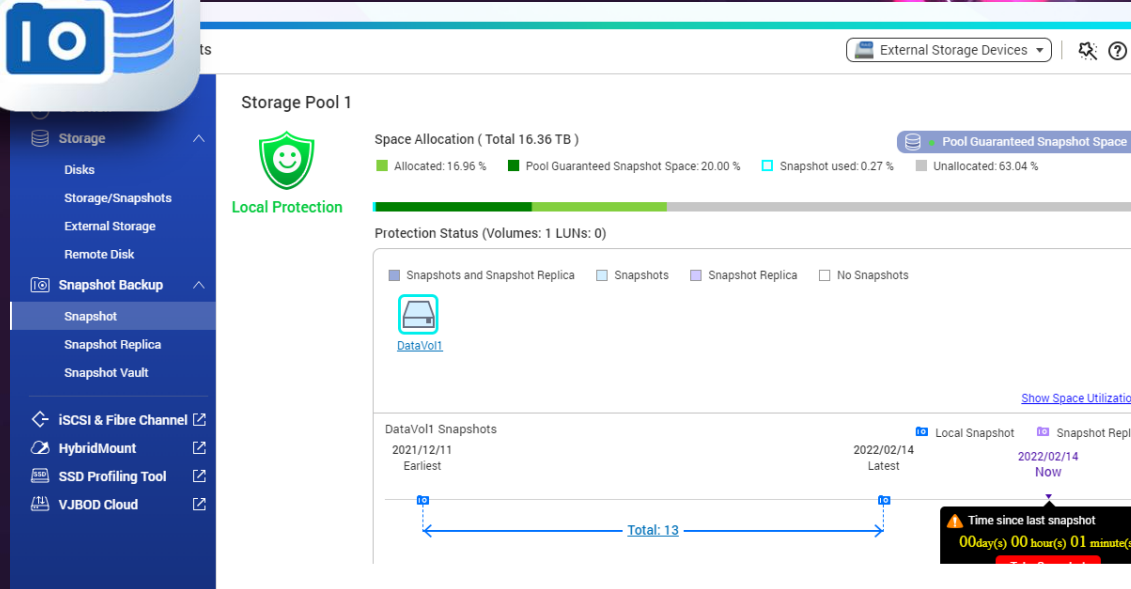 ts
External Storage Devices
Storage
Disks
Storage/Snapshots
External Storage
Remote Disk
Snapshot Backup
Snapshot
Snapshot Replica
Snapshot Vault
iSCSI & Fibre Channel
HybridMount
SSD Profiling Tool
VJBOD Cloud
Storage Pool 1
Local Protection
Space Allocation ( Total 16.36 TB )
Pool Guaranteed Snapshot Space
Allocated: 16.96 % Pool Guaranteed Snapshot Space: 20.00 % Snapshot used: 0.27 % Unallocated: 63.04 %
Protection Status (Volumes: 1 LUNs: 0)
Snapshots and Snapshot Replica Snapshots Snapshot Replica No Snapshots
DataVol1
Show Space Utilizatio
DataVol1 Snapshots
Local Snapshot Snapshot Repl
2021/12/11
Earliest
2022/02/14
Latest
2022/02/14
Now
Total: 13
Time since last snapshot
00day(s) 00 hour(s) 01 minute(s